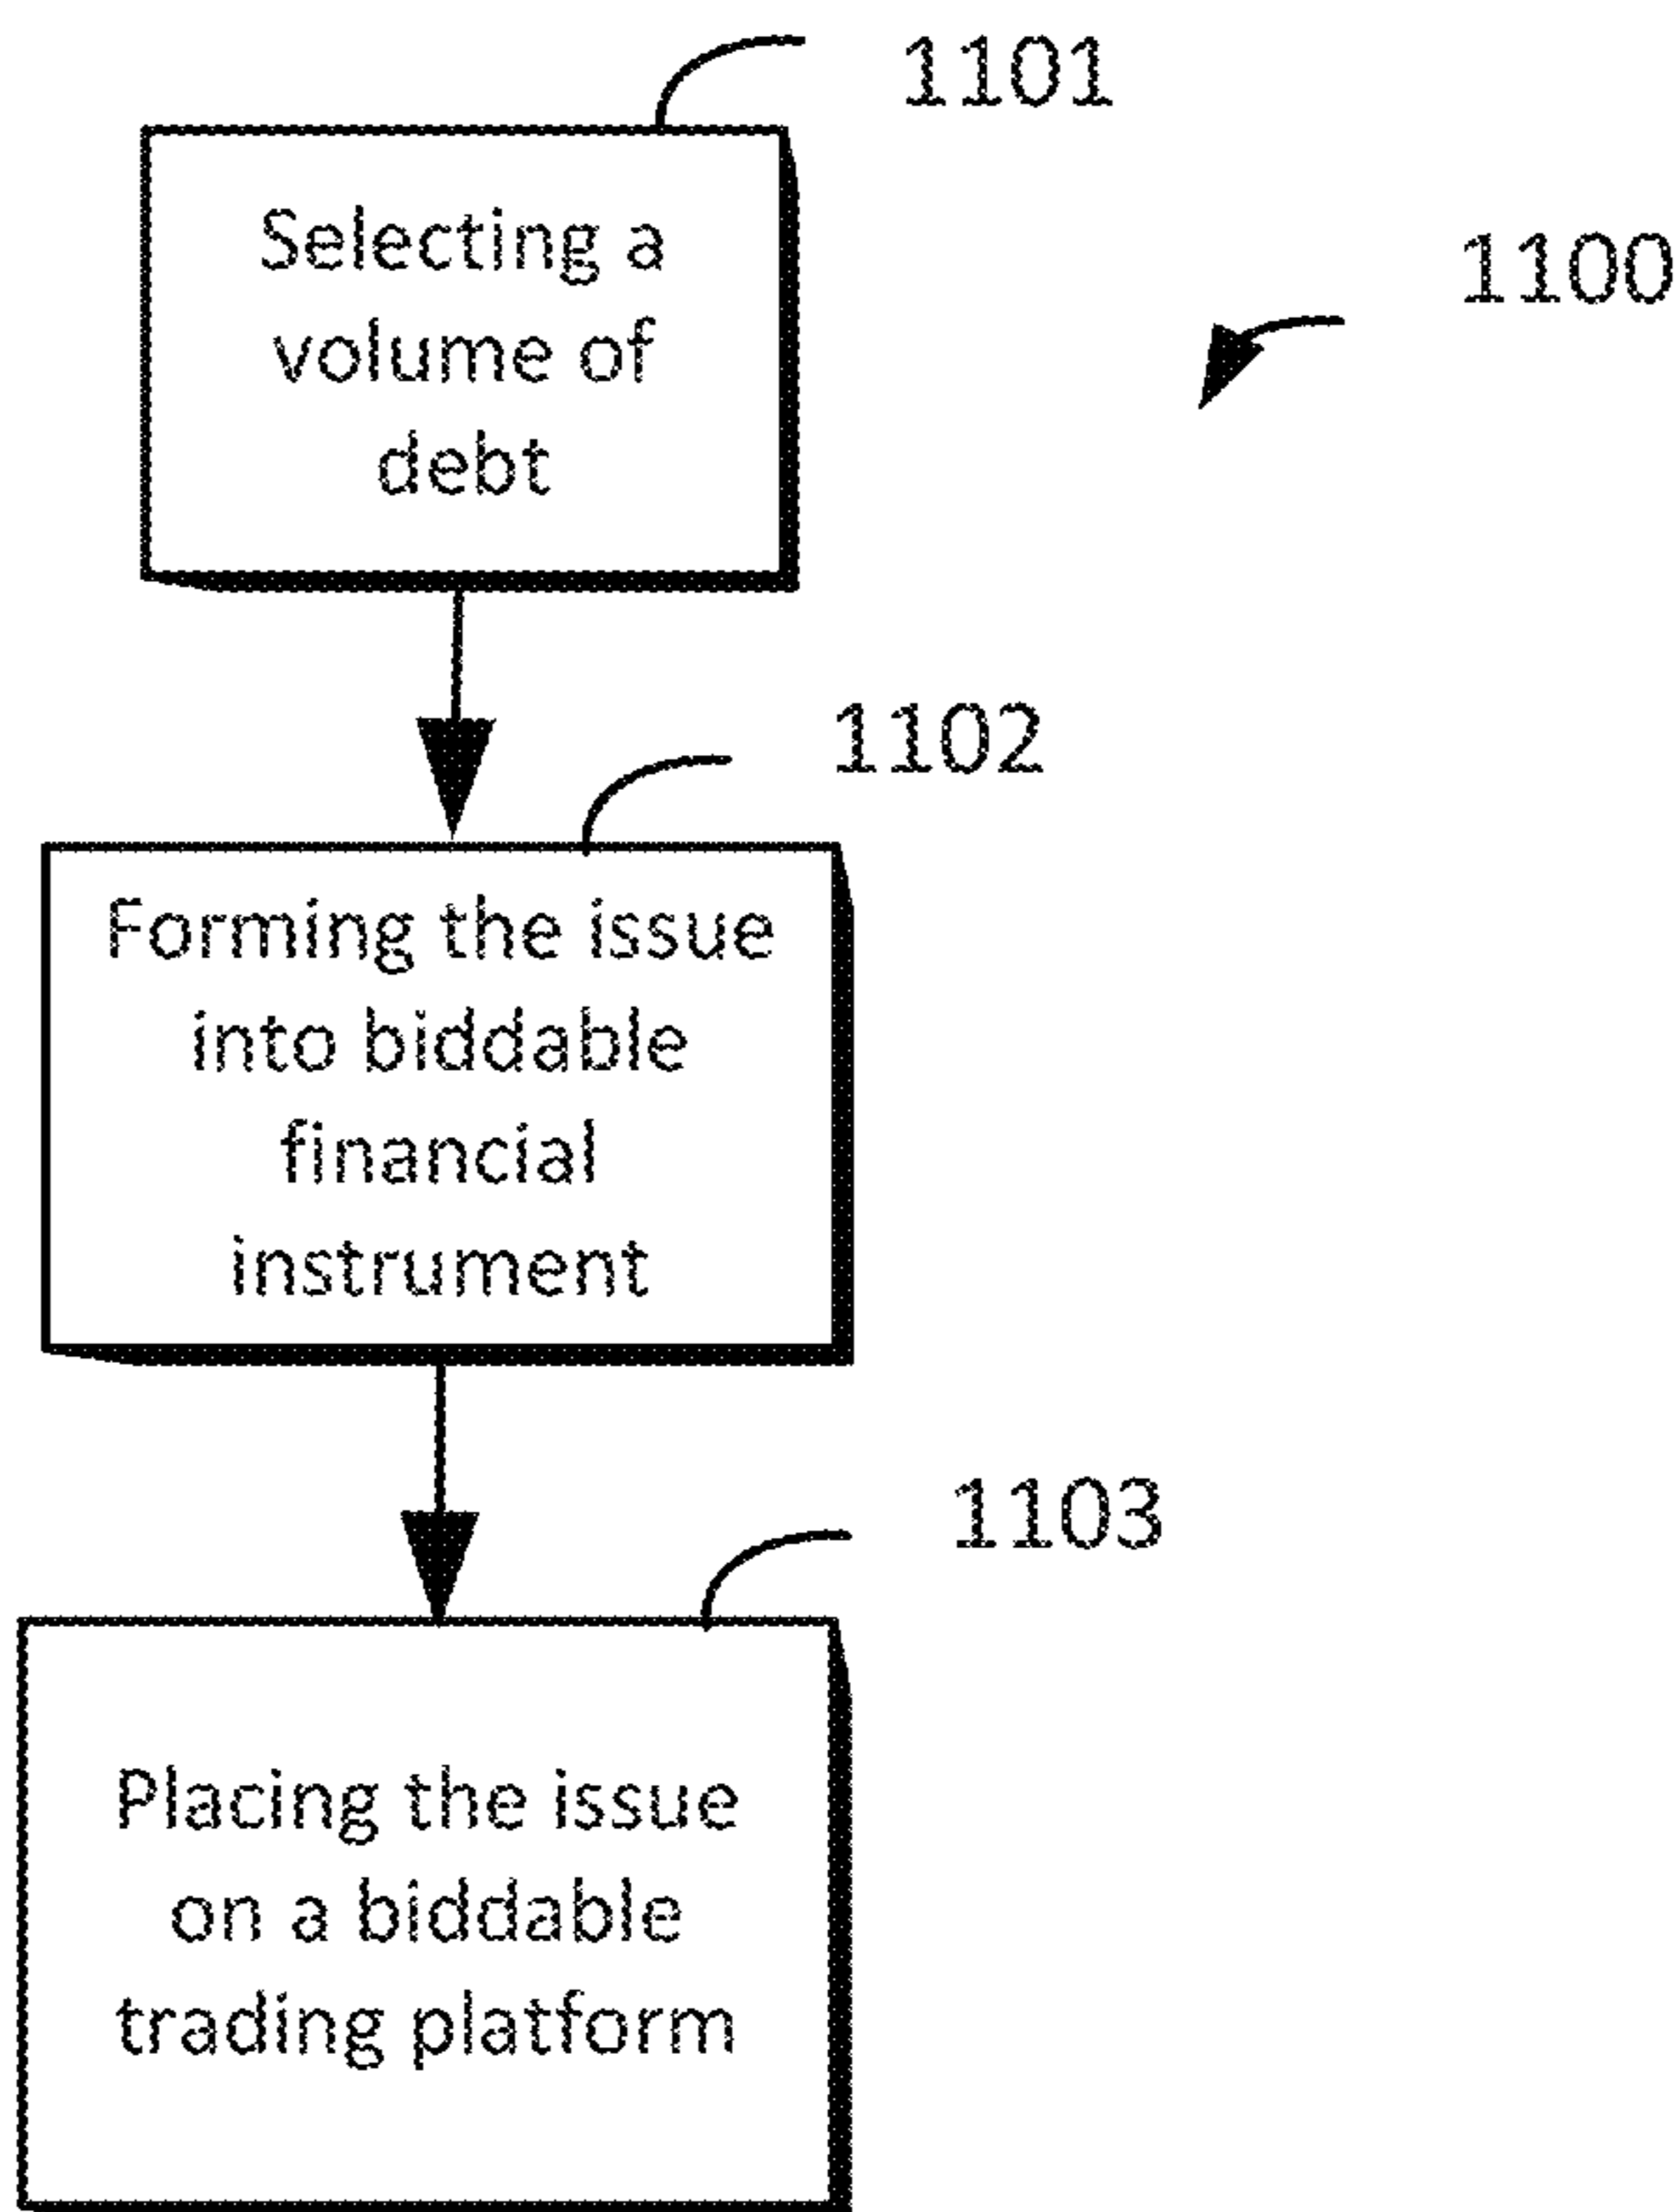 1101
Selecting a
volume of
debt
1100
1102
Forming the issue
into biddable
financial
instrument
1103
Placing the issue
on a biddable
trading platform